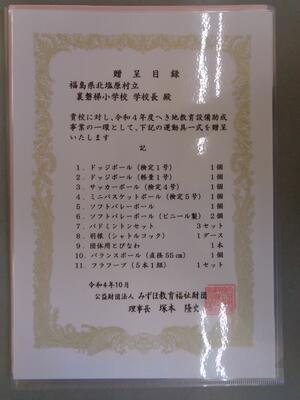 贈呈目録
福島県北塩原村立
裏磐梯小学校 学校長 殿
貴校に対し、令和４年度へき地教育設備助成
事業の一環として、下記の運動具一式を贈呈
いたします
記
１．ドッジボール（検定１号） １個
２．ドッジボール（軽量１号） １個
３．サッカーボール（検定４号） １個
４．ミニバスケットボール（検定５号） １個
５．ソフトバレーボール １個
６．ソフトバレーボール（ビニール製） ２個
７．バドミントンセット ３セット
８．羽根（シャトルコック） １ダース
９．団体用とびなわ １本
１０．バランスボール（直径５５㎝） １個
１１．フラフープ（５本１組） １セット
令和４年１０月
公益財団法人 みずほ教育福祉財団
理事長 塚本 隆史